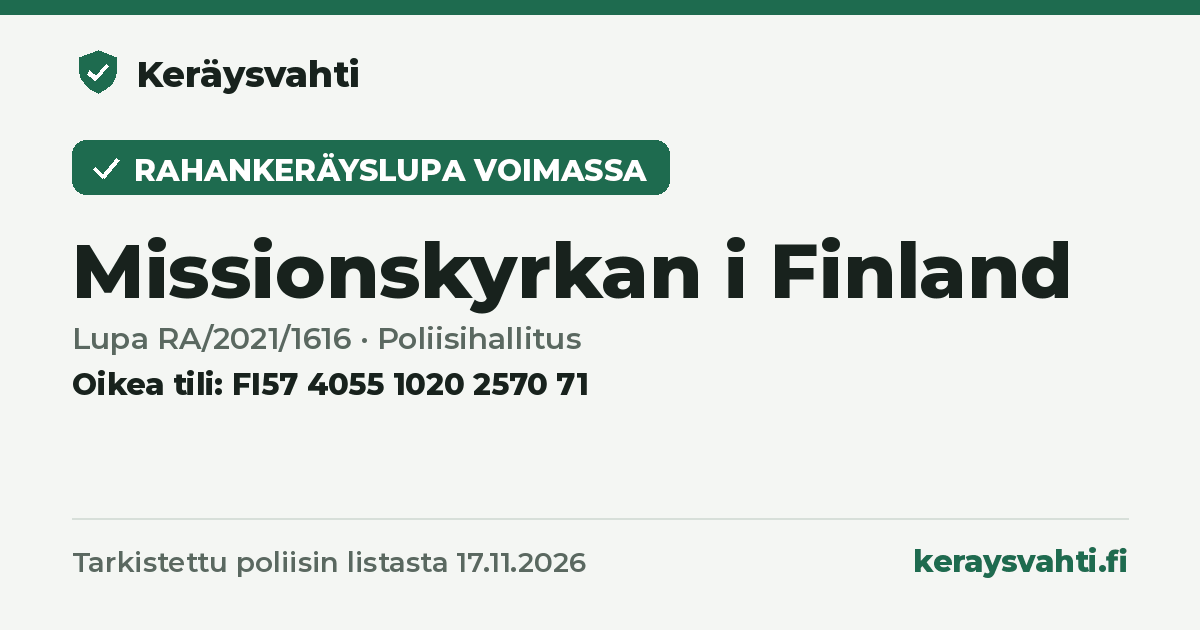 Keräysvahti
RAHANKERÄYSLUPA VOIMASSA
Missionskyrkan i Finland
Lupa RA/2021/1616 · Poliisihallitus
Oikea tili: FI57 4055 1020 2570 71
Tarkistettu poliisin listasta 17.11.2026
keraysvahti.fi